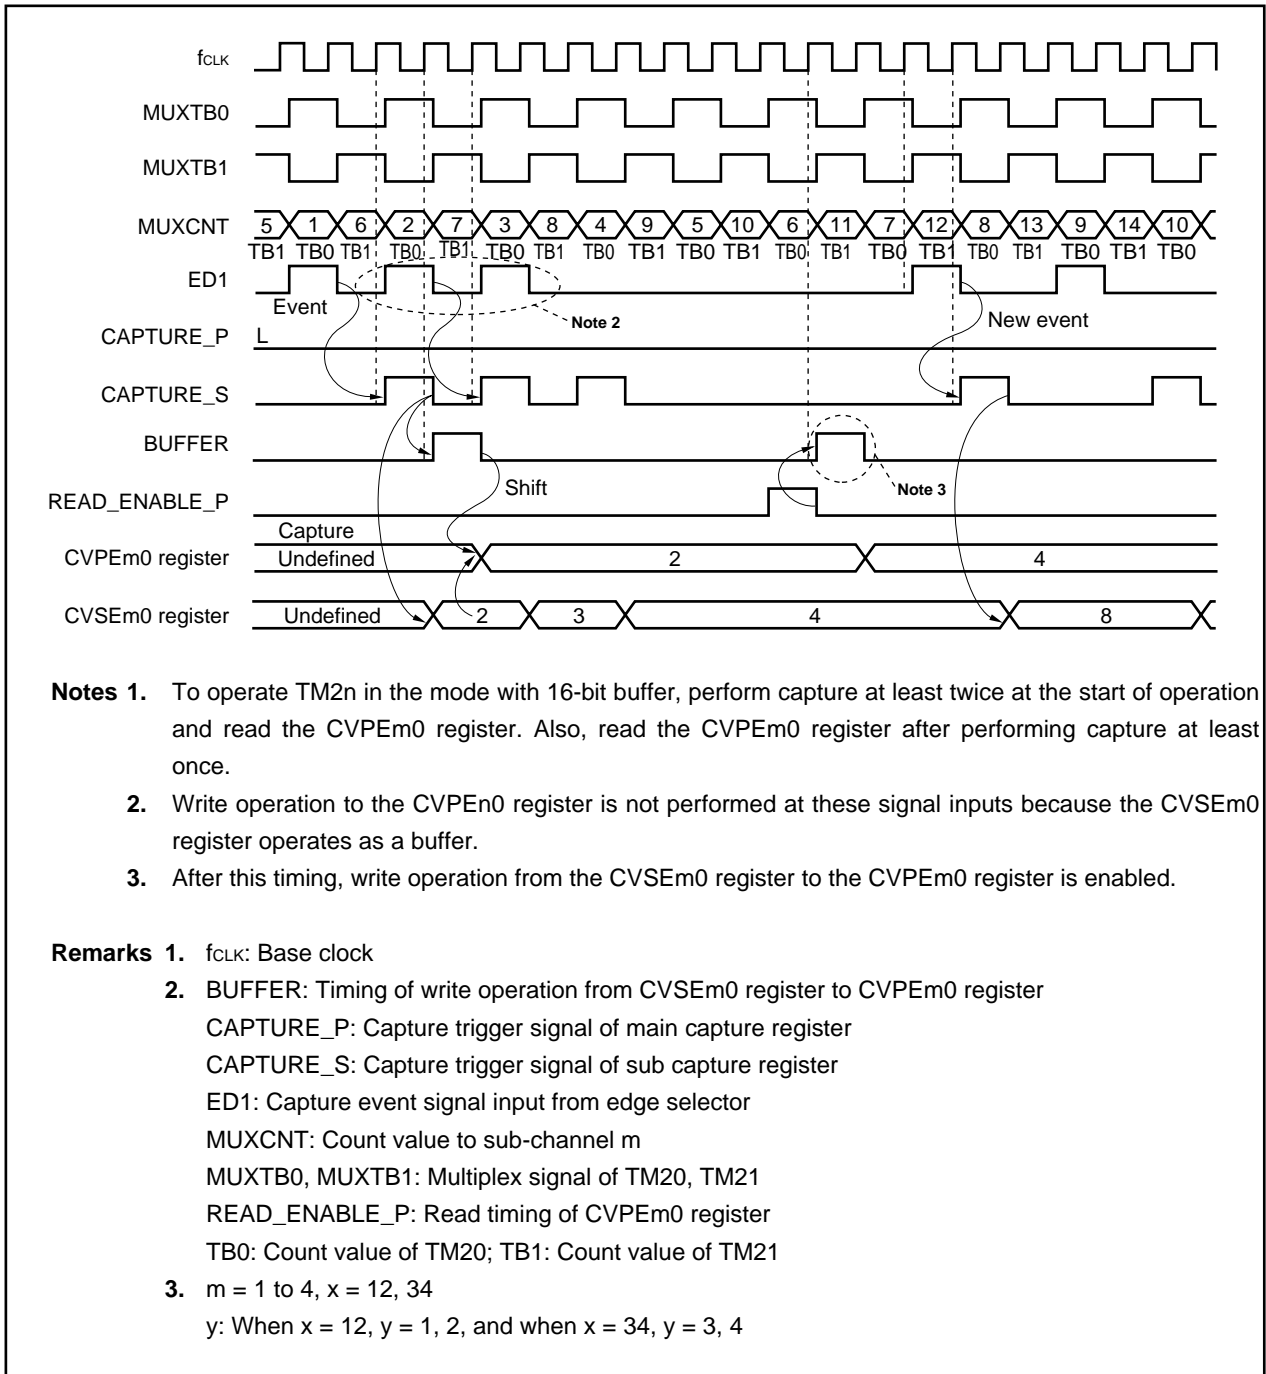 fCLK
MUXTB0
MUXTB1
MUXCNT 5 1 6 2 7 3 8 4 9 5 10 6 11 7 12 8 13 9 14 10
TB1 TB0 TB1 TB0 TB1 TB0 TB1 TB0 TB1 TB0 TB1 TB0 TB1 TB0 TB1 TB0 TB1 TB0 TB1 TB0
ED1
Event
Note 2
New event
CAPTURE_P L
CAPTURE_S
BUFFER
Shift
Note 3
READ_ENABLE_P
Capture
CVPEm0 register Undefined 2 4
CVSEm0 register Undefined 2 3 4 8
Notes 1. To operate TM2n in the mode with 16-bit buffer, perform capture at least twice at the start of operation
and read the CVPEm0 register. Also, read the CVPEm0 register after performing capture at least
once.
2. Write operation to the CVPEn0 register is not performed at these signal inputs because the CVSEm0
register operates as a buffer.
3. After this timing, write operation from the CVSEm0 register to the CVPEm0 register is enabled.
Remarks 1. fCLK: Base clock
2. BUFFER: Timing of write operation from CVSEm0 register to CVPEm0 register
CAPTURE_P: Capture trigger signal of main capture register
CAPTURE_S: Capture trigger signal of sub capture register
ED1: Capture event signal input from edge selector
MUXCNT: Count value to sub-channel m
MUXTB0, MUXTB1: Multiplex signal of TM20, TM21
READ_ENABLE_P: Read timing of CVPEm0 register
TB0: Count value of TM20; TB1: Count value of TM21
3. m = 1 to 4, x = 12, 34
y: When x = 12, y = 1, 2, and when x = 34, y = 3, 4